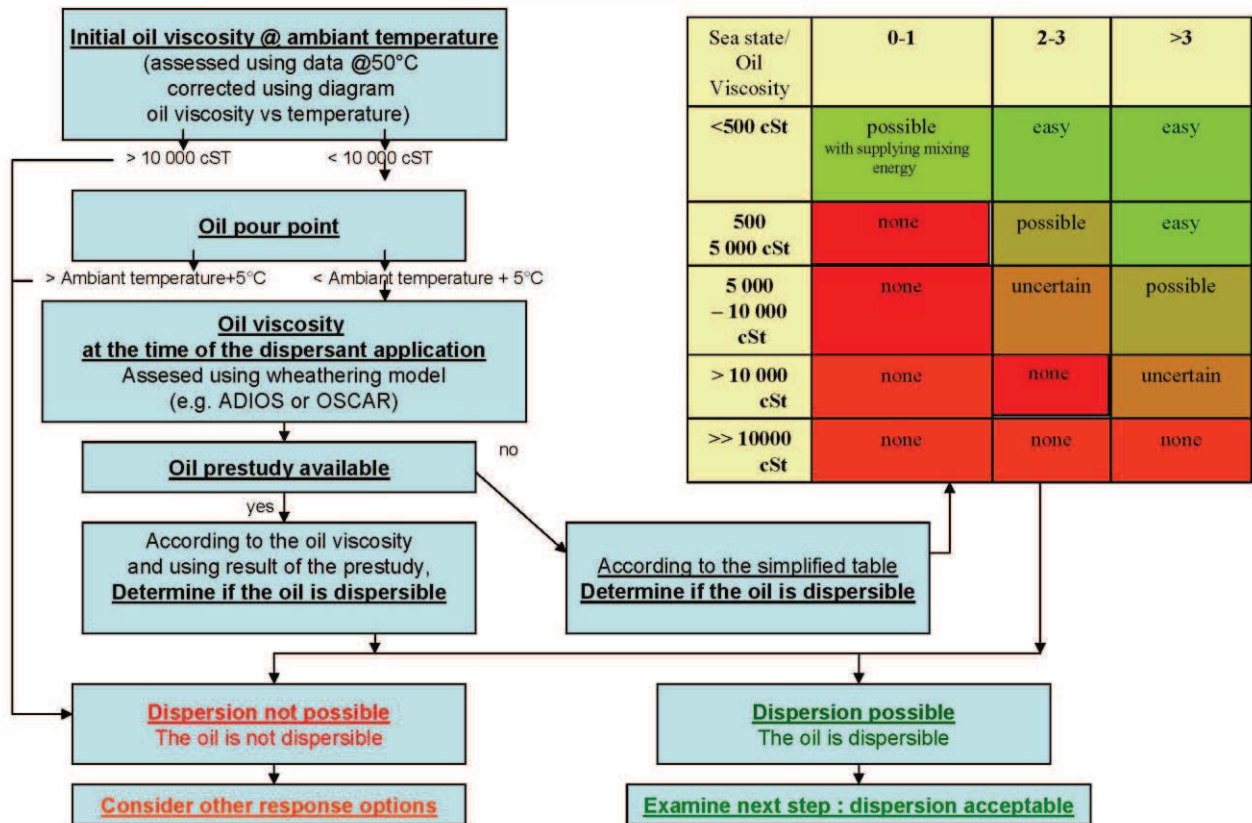 Initial oil viscosity @ ambiant temperature
(assessed using data @50°C
corrected using diagram
oil viscosity vs temperature)
> 10 000 cST
< 10 000 cST
Oil pour point
> Ambiant temperature+5°C
< Ambiant temperature + 5°C
Oil viscosity
at the time of the dispersant application
Assesed using wheathering model
(e.g. ADIOS or OSCAR)
Oil prestudy available
no
yes
According to the oil viscosity
and using result of the prestudy,
Determine if the oil is dispersible
According to the simplified table
Determine if the oil is dispersible
Sea state/
Oil
Viscosity
0-1
2-3
>3
<500 cSt
possible
with supplying mixing
energy
easy
easy
500
5 000 cSt
none
possible
easy
5 000
– 10 000
cSt
none
uncertain
possible
> 10 000
cSt
none
none
uncertain
>> 10000
cSt
none
none
none
Dispersion not possible
The oil is not dispersible
Dispersion possible
The oil is dispersible
Consider other response options
Examine next step : dispersion acceptable